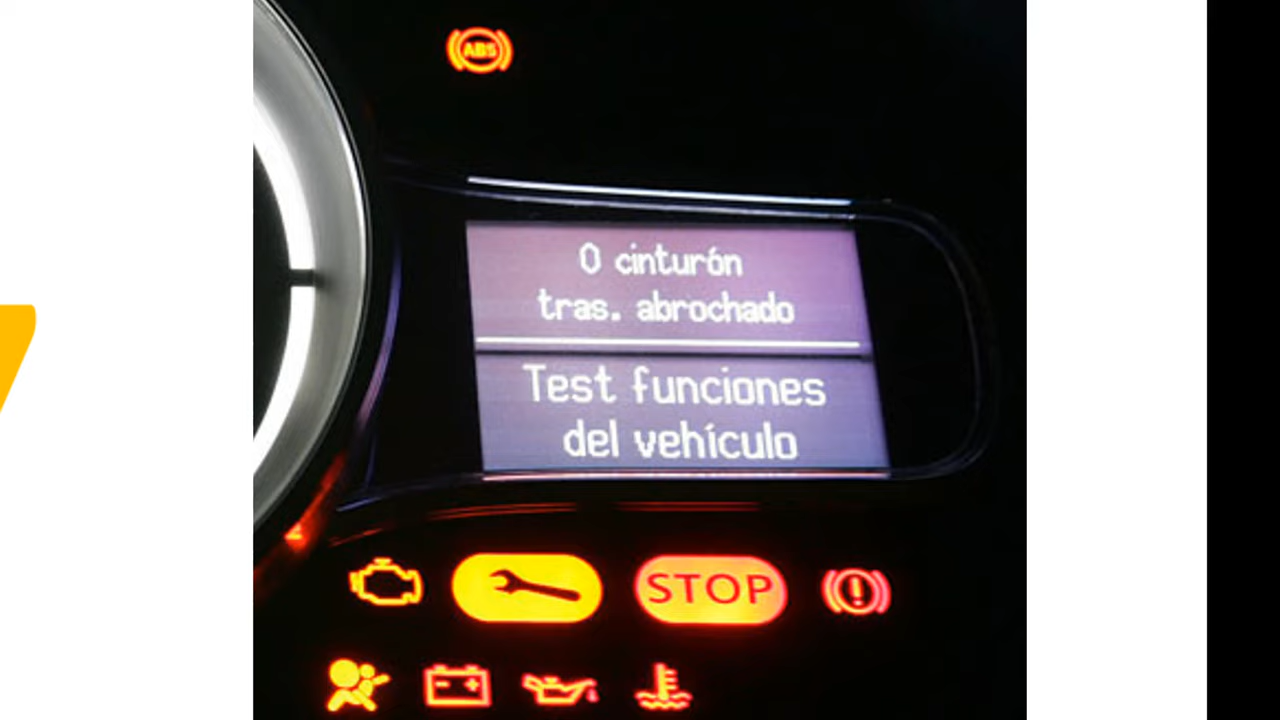 ABS
0 cinturón
tras. abrochado
Test funciones
del vehículo
STOP